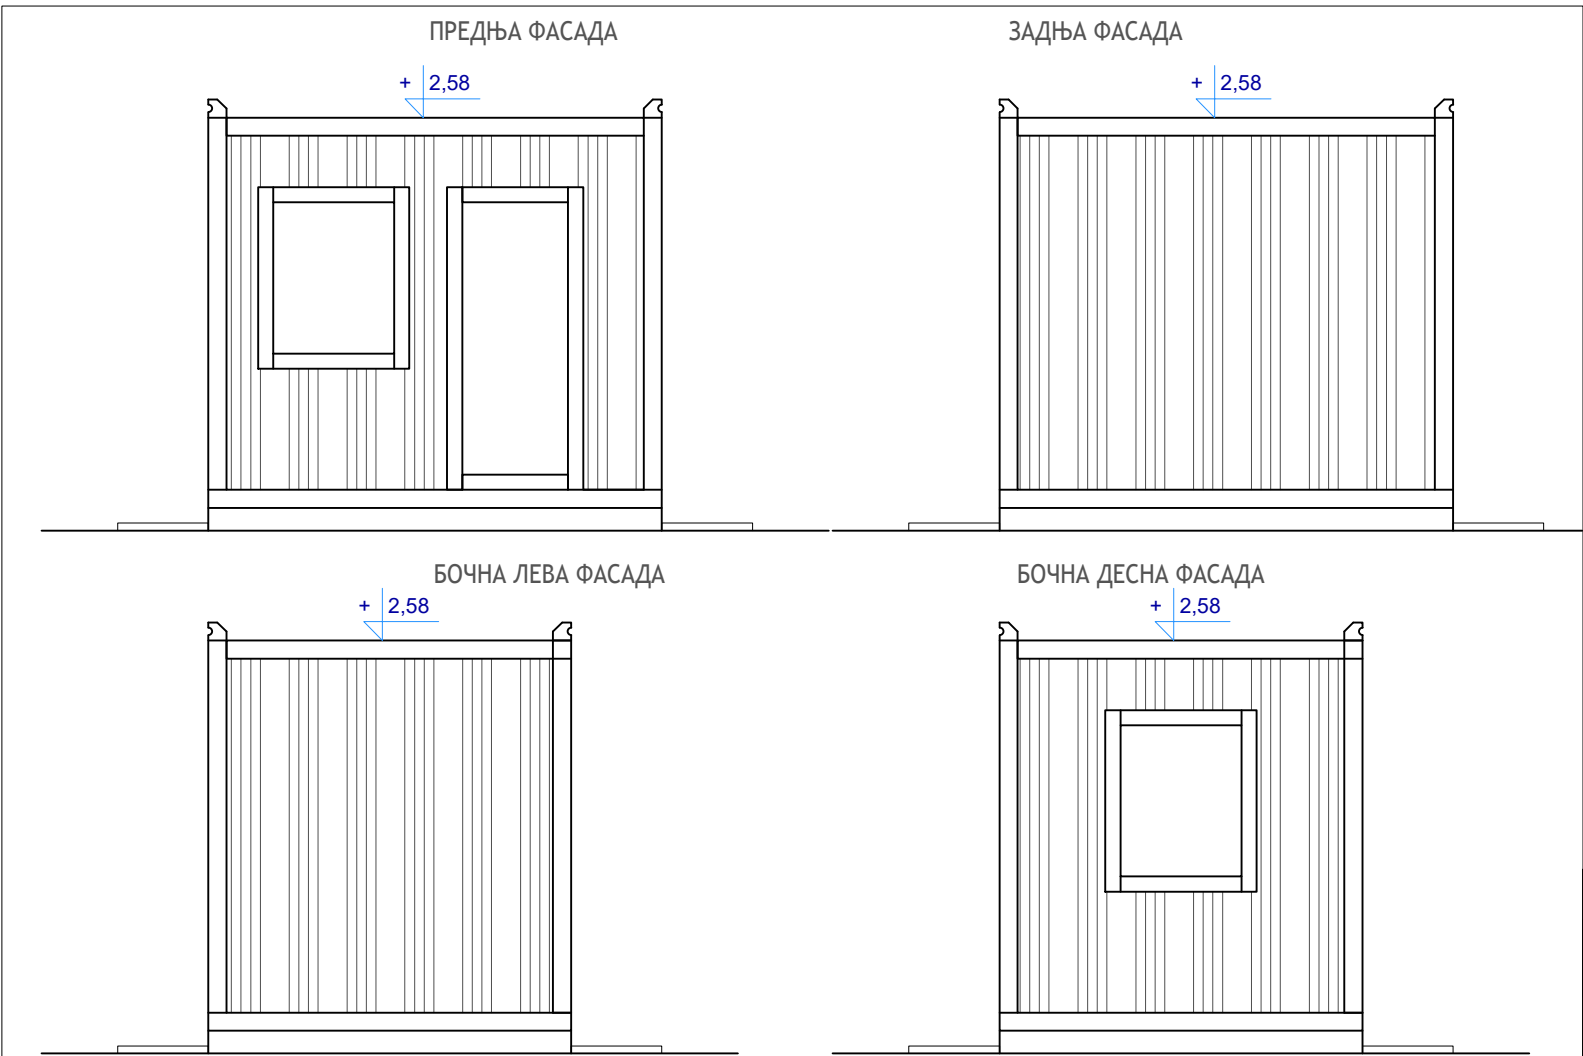 ПРЕДЊА ФАСАДА
+ 2,58
ЗАДЊА ФАСАДА
+ 2,58
БОЧНА ЛЕВА ФАСАДА
+ 2,58
БОЧНА ДЕСНА ФАСАДА
+ 2,58